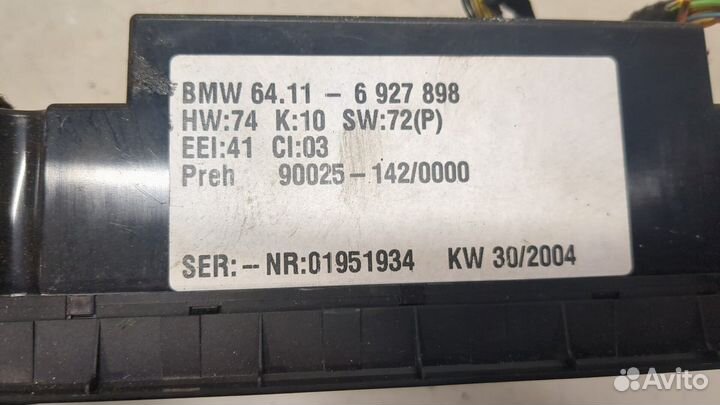 BMW 64.11 - 6 927 898
HW:74 K:10 SW:72(P)
EEI:41 CI:03
Preh 90025-142/0000
SER:-NR:01951934 KW 30/2004
Avito